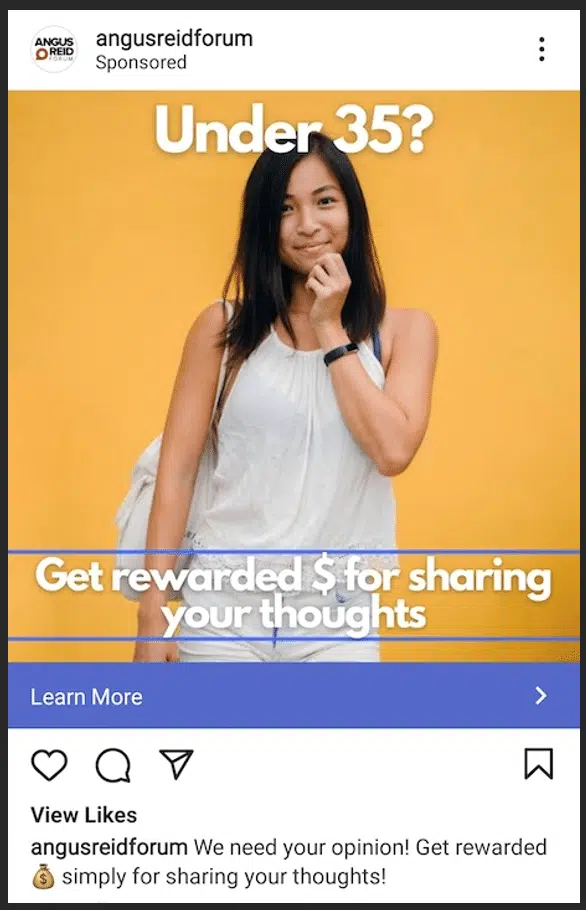 ANGUS
REID
FORUM
angusreidforum
Sponsored
Under 35?
Get rewarded $ for sharing
your thoughts
Learn More
View Likes
angusreidforum We need your opinion! Get rewarded
💰 simply for sharing your thoughts!